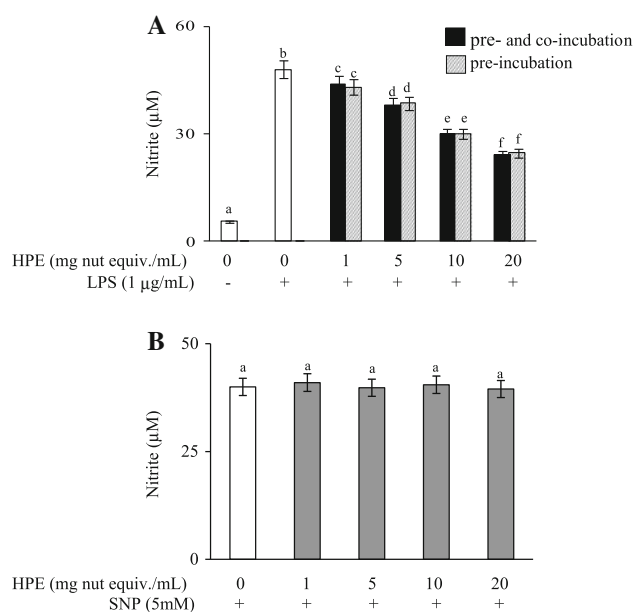 A
60
30
0
Nitrite (µM)
pre- and co-incubation
pre-incubation
a
b
c c
d d
e e
f f
HPE (mg nut equiv./mL) 0 0 1 5 10 20
LPS (1 µg/mL) - + + + + +
B
50
25
0
Nitrite (µM)
a a a a a
HPE (mg nut equiv./mL) 0 1 5 10 20
SNP (5mM) + + + + +